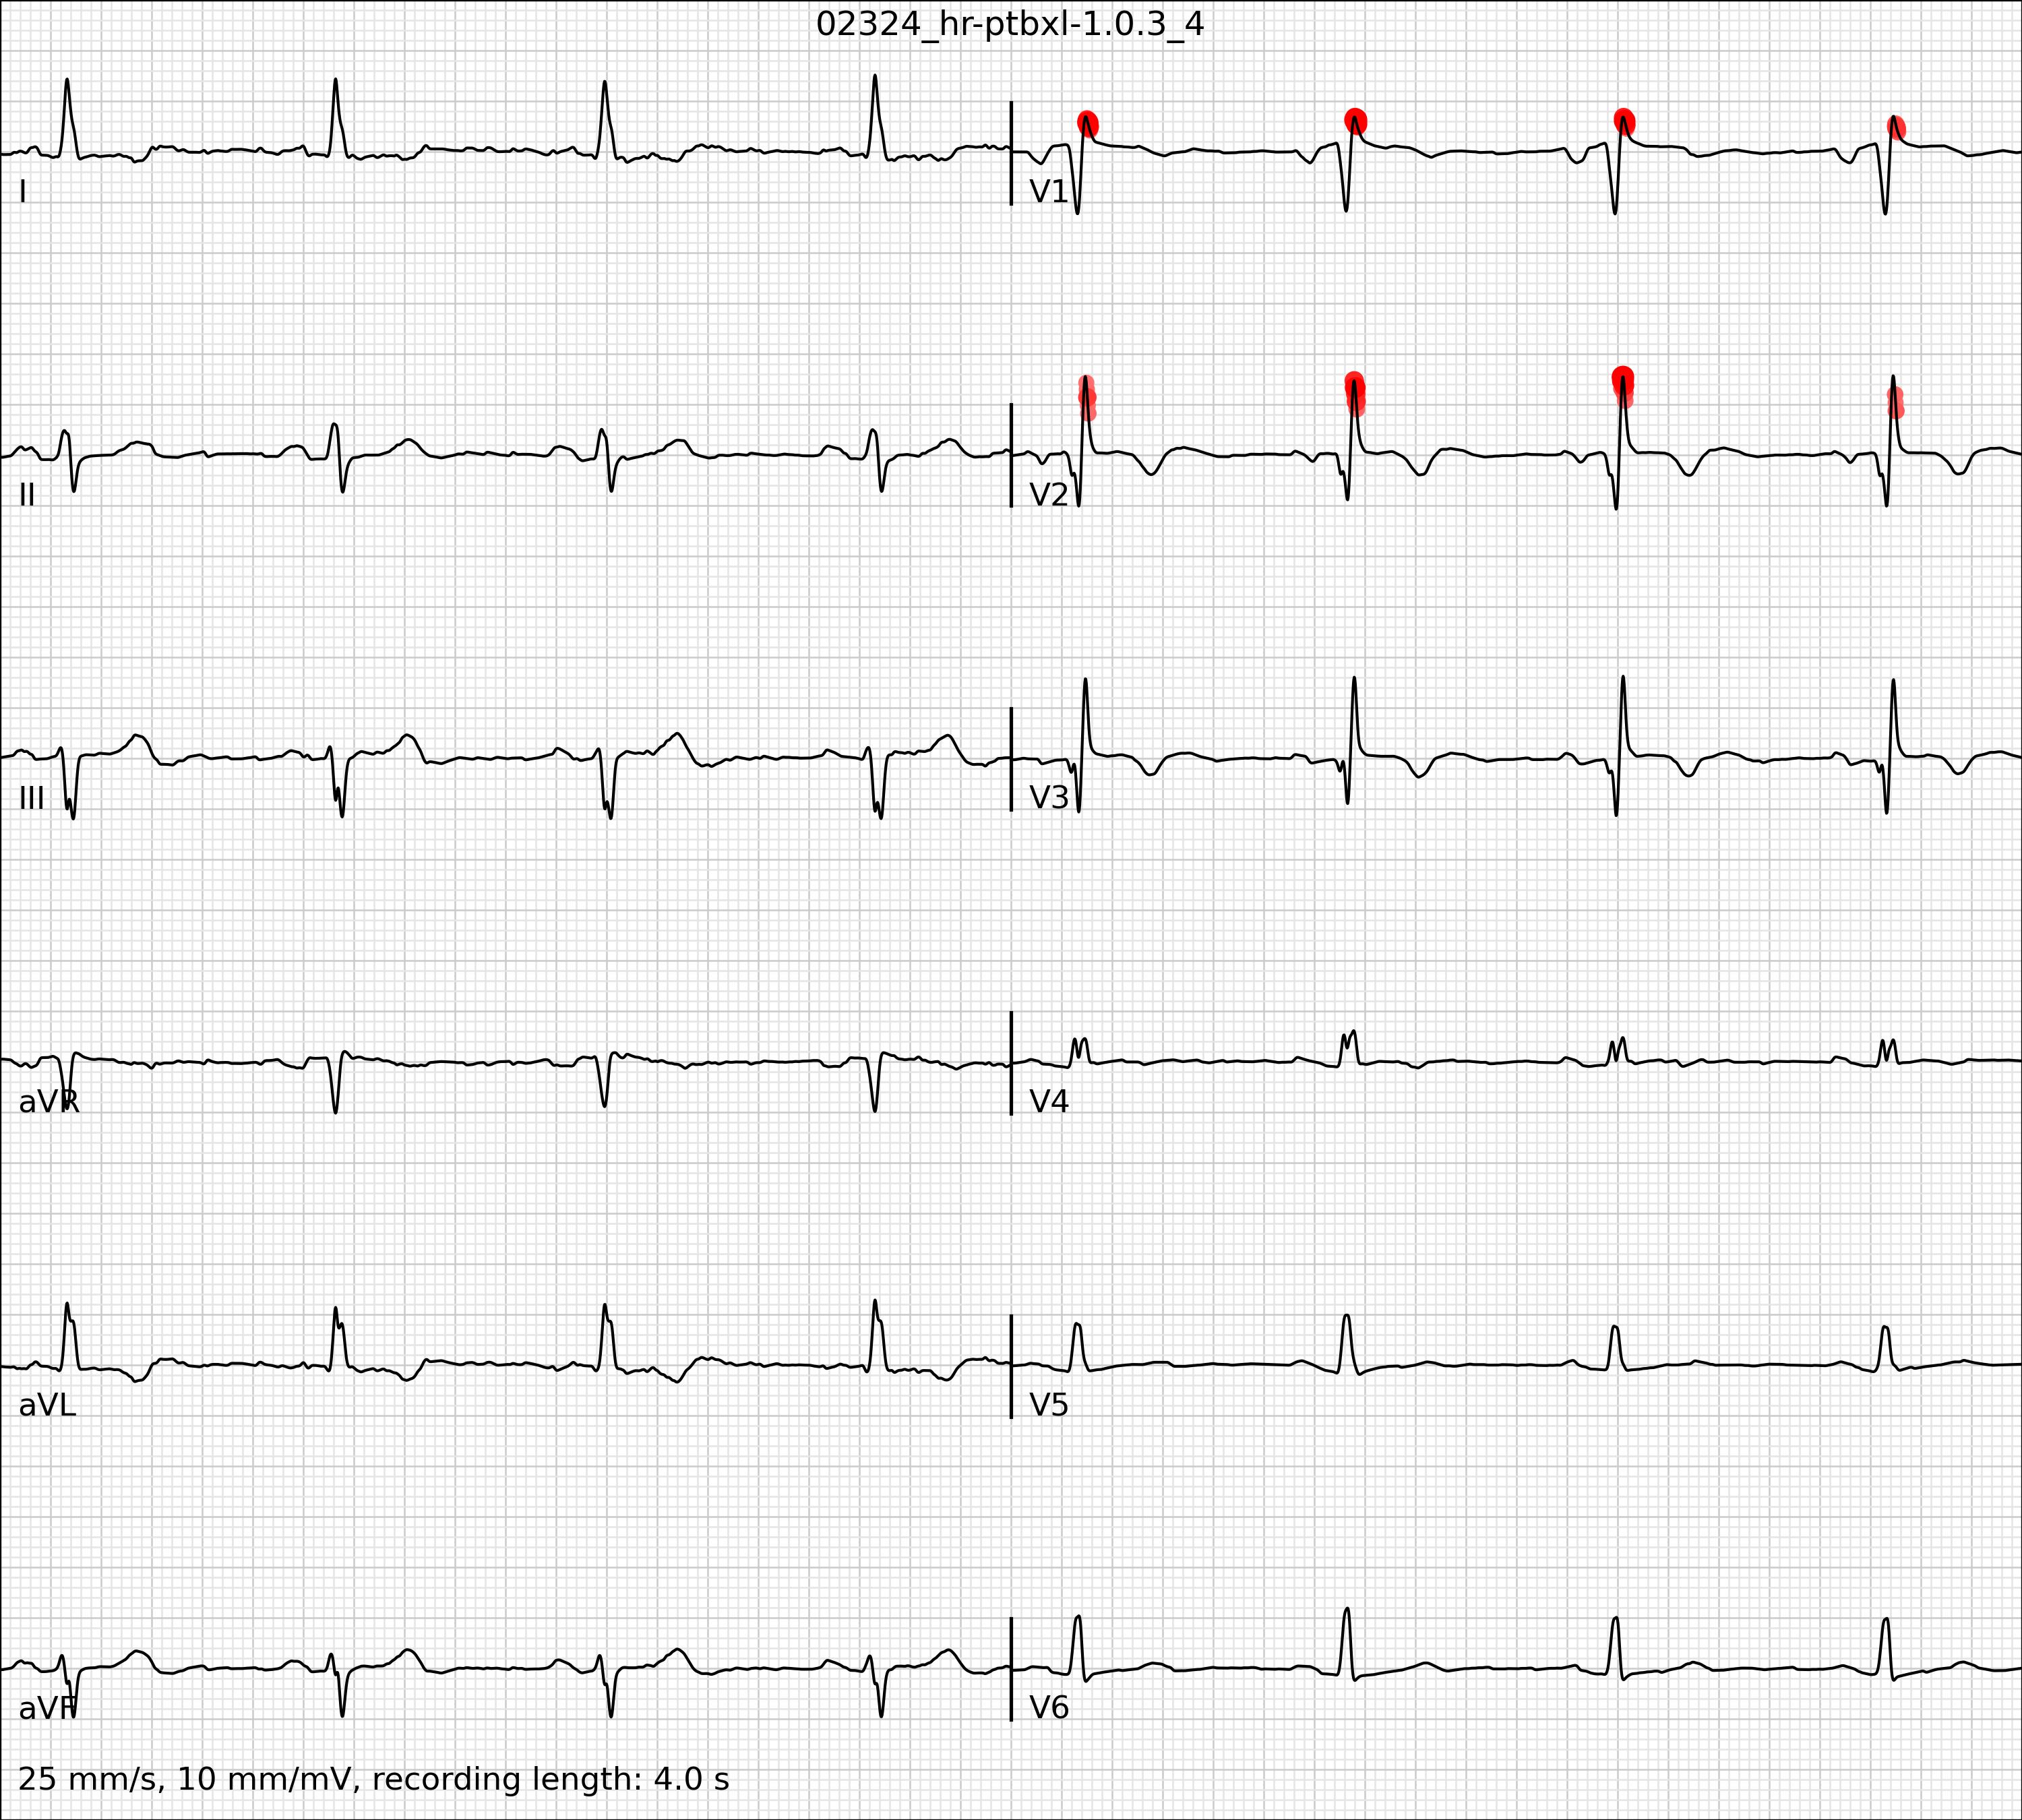 02324_hr-ptbxl-1.0.3_4
I
V1
II
V2
III
V3
aVR
V4
aVL
V5
aVF
V6
25 mm/s, 10 mm/mV, recording length: 4.0 s